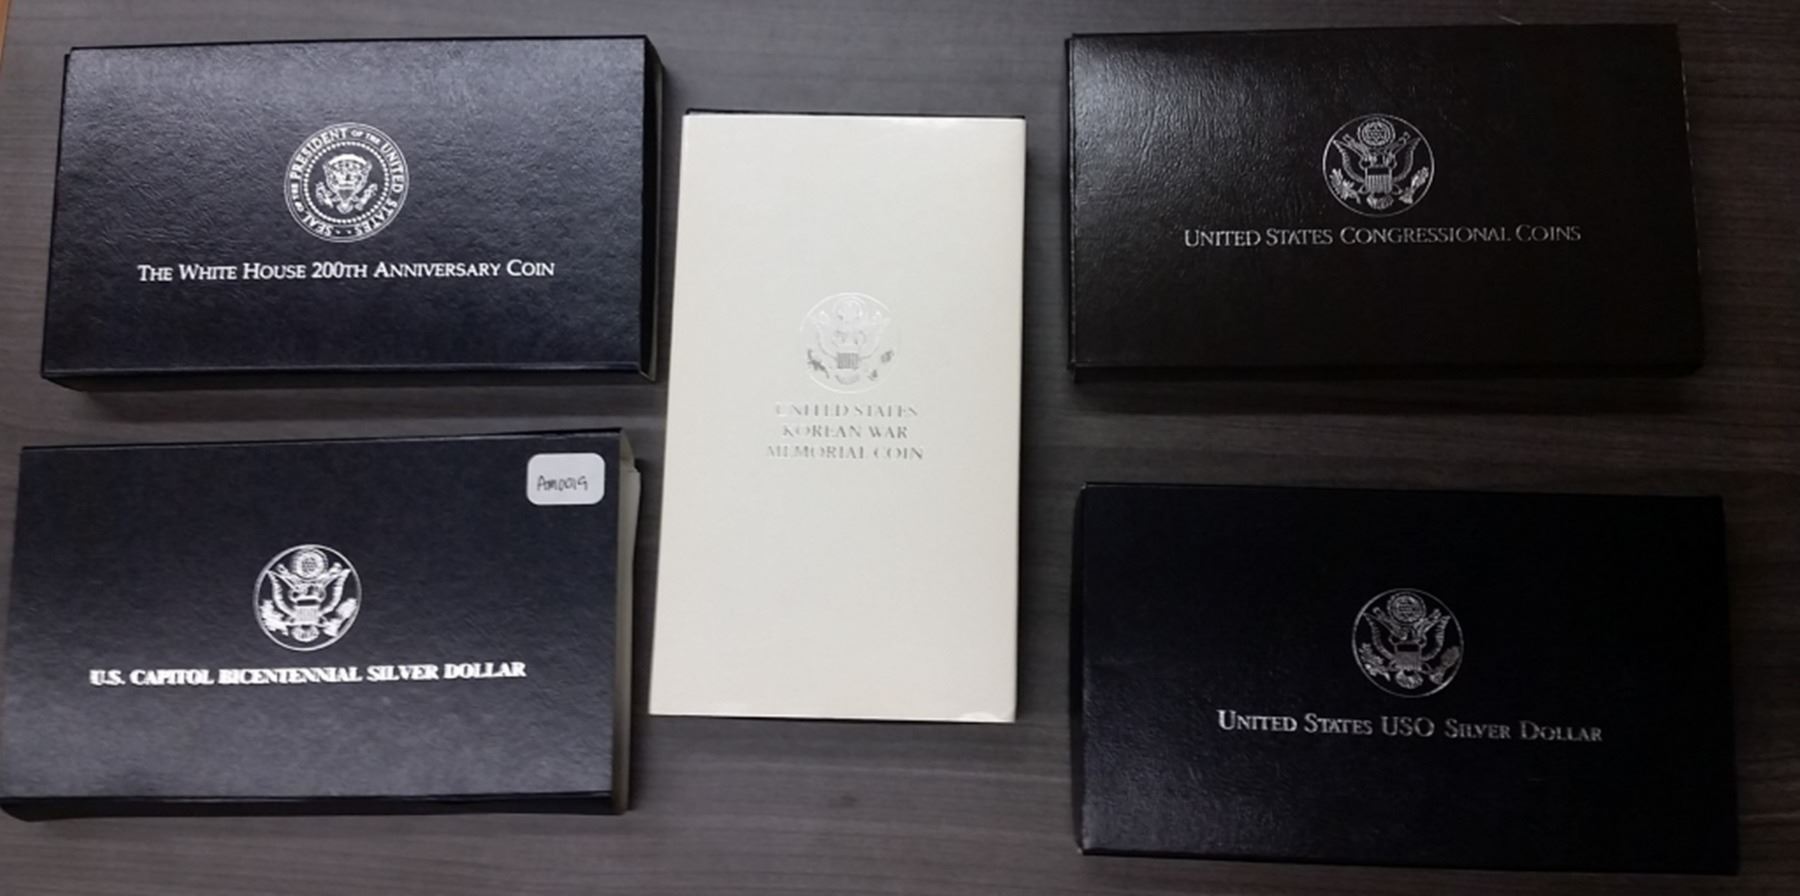 SEAL OF THE PRESIDENT OF THE UNITED STATES
THE WHITE HOUSE 200TH ANNIVERSARY COIN
UNITED STATES
KOREAN WAR
MEMORIAL COIN
UNITED STATES CONGRESSIONAL COINS
U.S. CAPITOL BICENTENNIAL SILVER DOLLAR
UNITED STATES USO SILVER DOLLAR